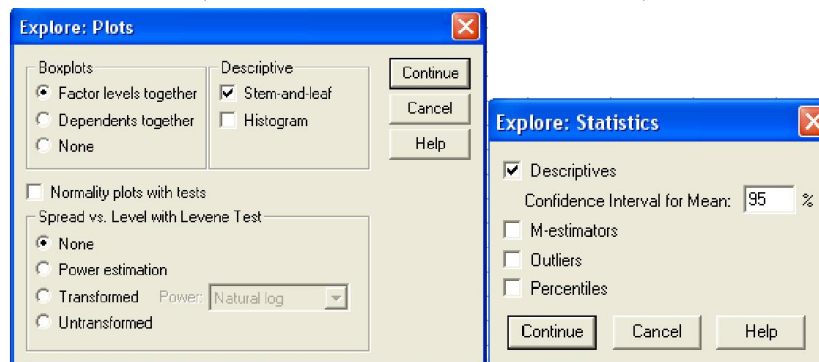 Explore: Plots
Boxplots
Factor levels together
Dependents together
None
Descriptive
Stem-and-leaf
Histogram
Continue
Cancel
Help
Normality plots with tests
Spread vs. Level with Levene Test
None
Power estimation
Transformed Power: Natural log
Untransformed
Explore: Statistics
Descriptives
Confidence Interval for Mean: 95 %
M-estimators
Outliers
Percentiles
Continue Cancel Help